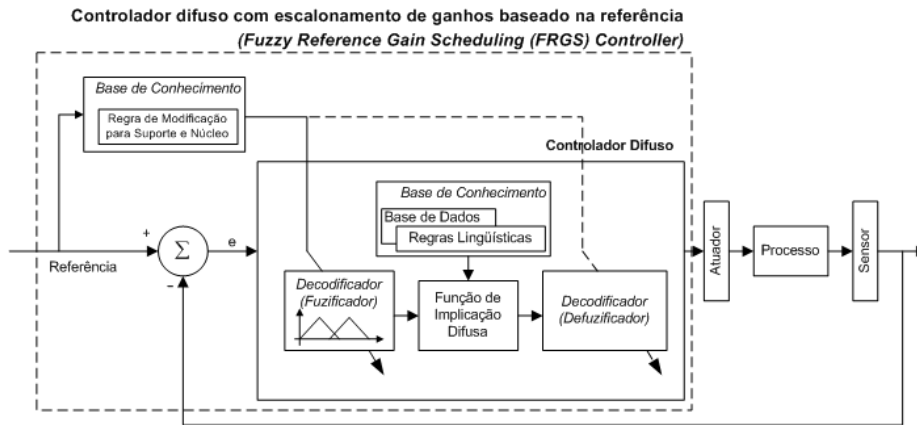 Controlador difuso com escalonamento de ganhos baseado na referência
(Fuzzy Reference Gain Scheduling (FRGS) Controller)
Base de Conhecimento
Regra de Modificação
para Suporte e Núcleo
Controlador Difuso
Base de Conhecimento
Base de Dados
Regras Lingüísticas
+
Σ
e
−
Referência
Decodificador
(Fuzificador)
Função de
Implicação
Difusa
Decodificador
(Defuzificador)
Atuador
Processo
Sensor